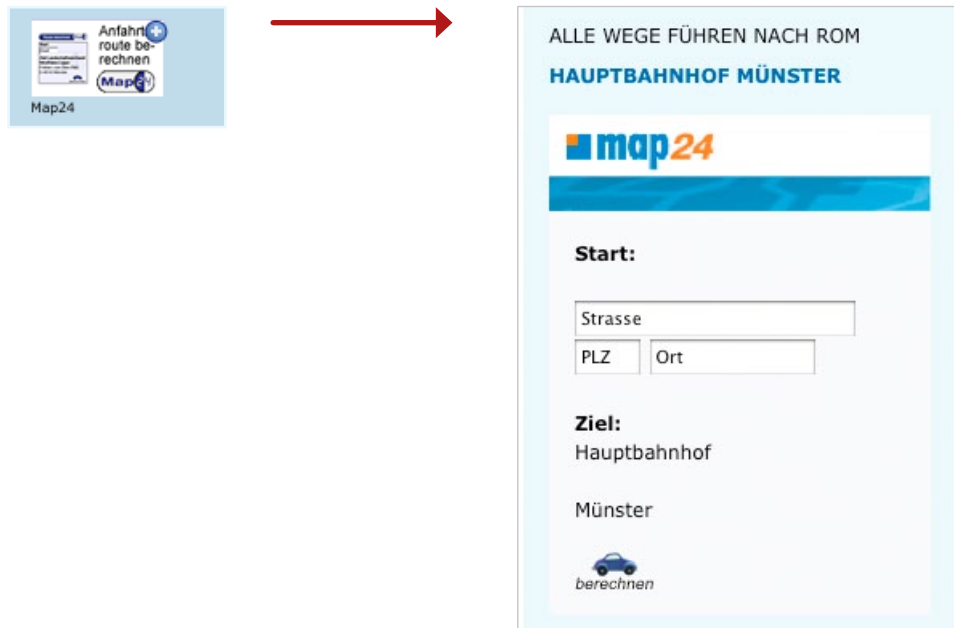 Anfahrt
route be-
rechnen
Map24
Map24
ALLE WEGE FÜHREN NACH ROM
HAUPTBAHNHOF MÜNSTER
map24
Start:
Strasse
PLZ Ort
Ziel:
Hauptbahnhof
Münster
berechnen